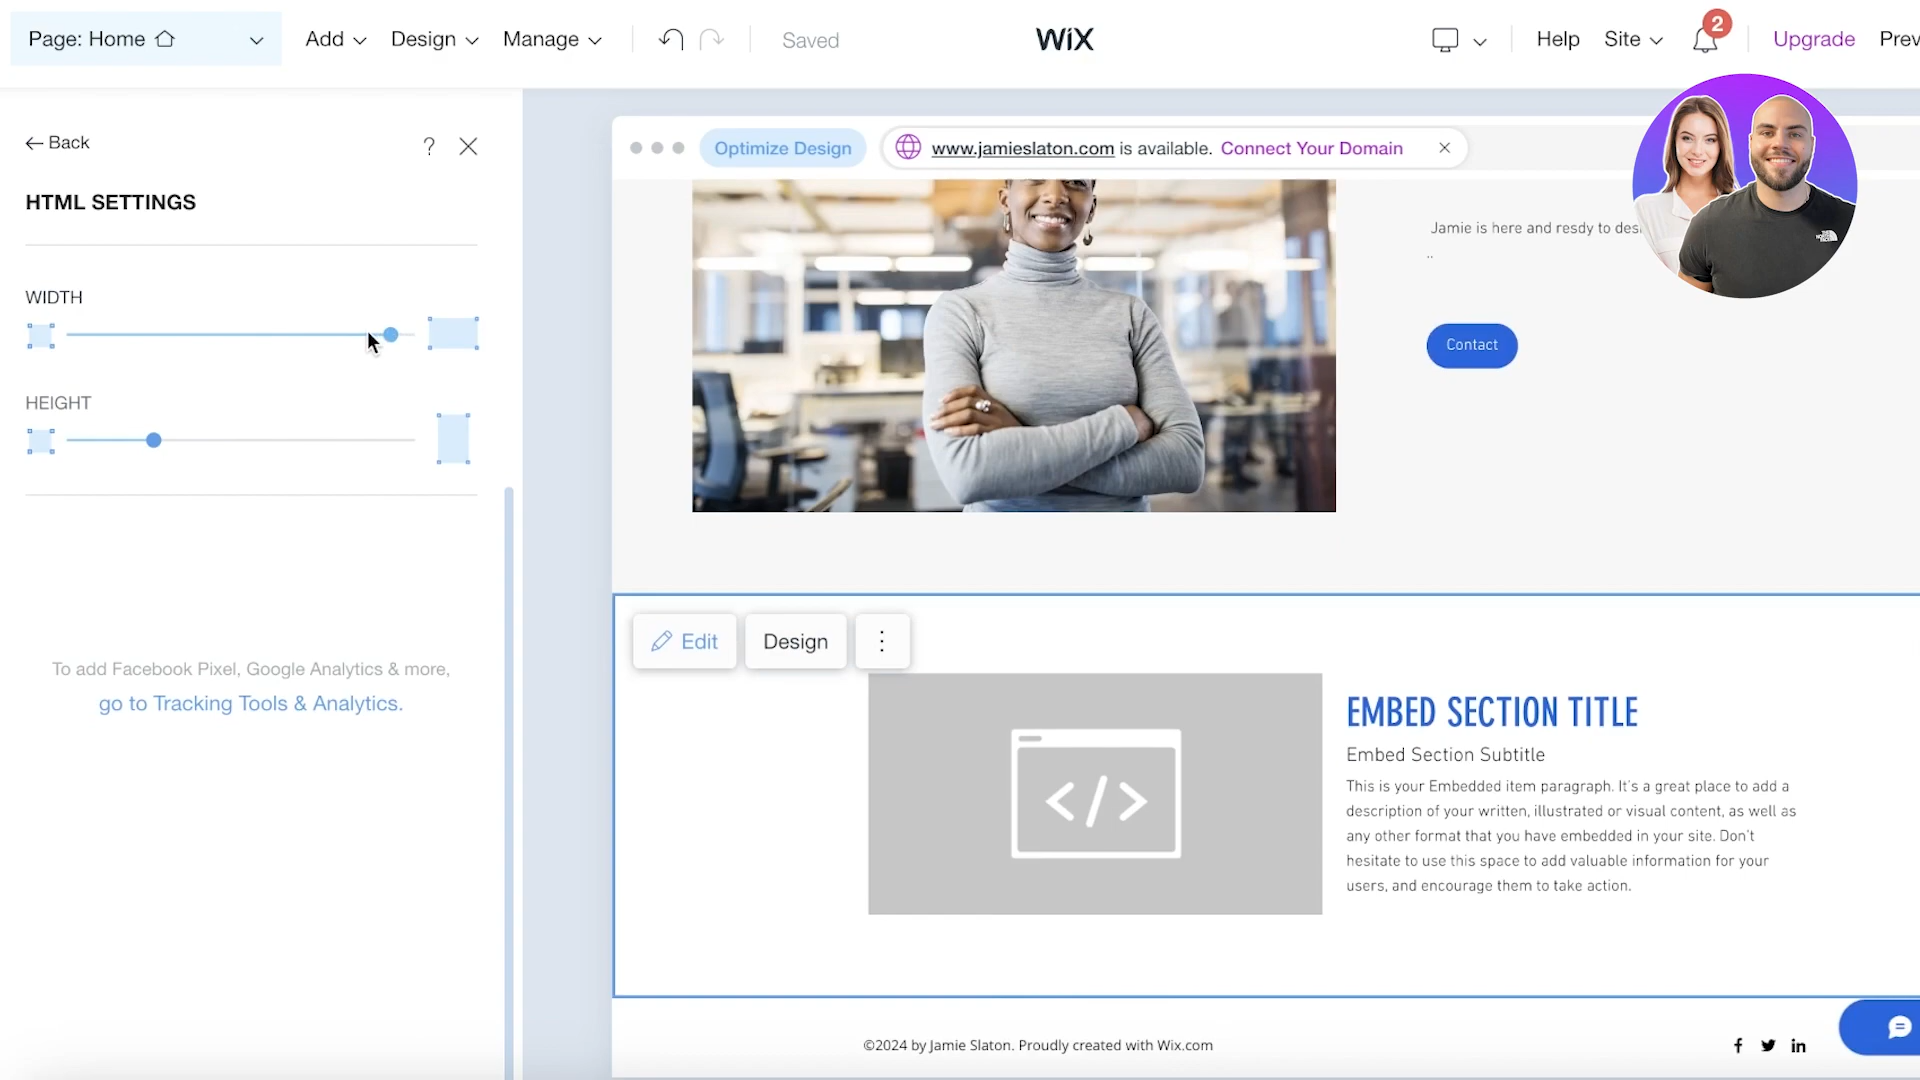 Page: Home
Add
Design
Manage
Saved
WiX
Help
Site
2
Upgrade
Prev
Back
?
HTML SETTINGS
WIDTH
HEIGHT
To add Facebook Pixel, Google Analytics & more,
go to Tracking Tools & Analytics.
Optimize Design
www.jamieslaton.com is available. Connect Your Domain
Jamie is here and resdy to desi
..
Contact
Edit
Design
</>
EMBED SECTION TITLE
Embed Section Subtitle
This is your Embedded item paragraph. It's a great place to add a
description of your written, illustrated or visual content, as well as
any other format that you have embedded in your site. Don't
hesitate to use this space to add valuable information for your
users, and encourage them to take action.
©2024 by Jamie Slaton. Proudly created with Wix.com